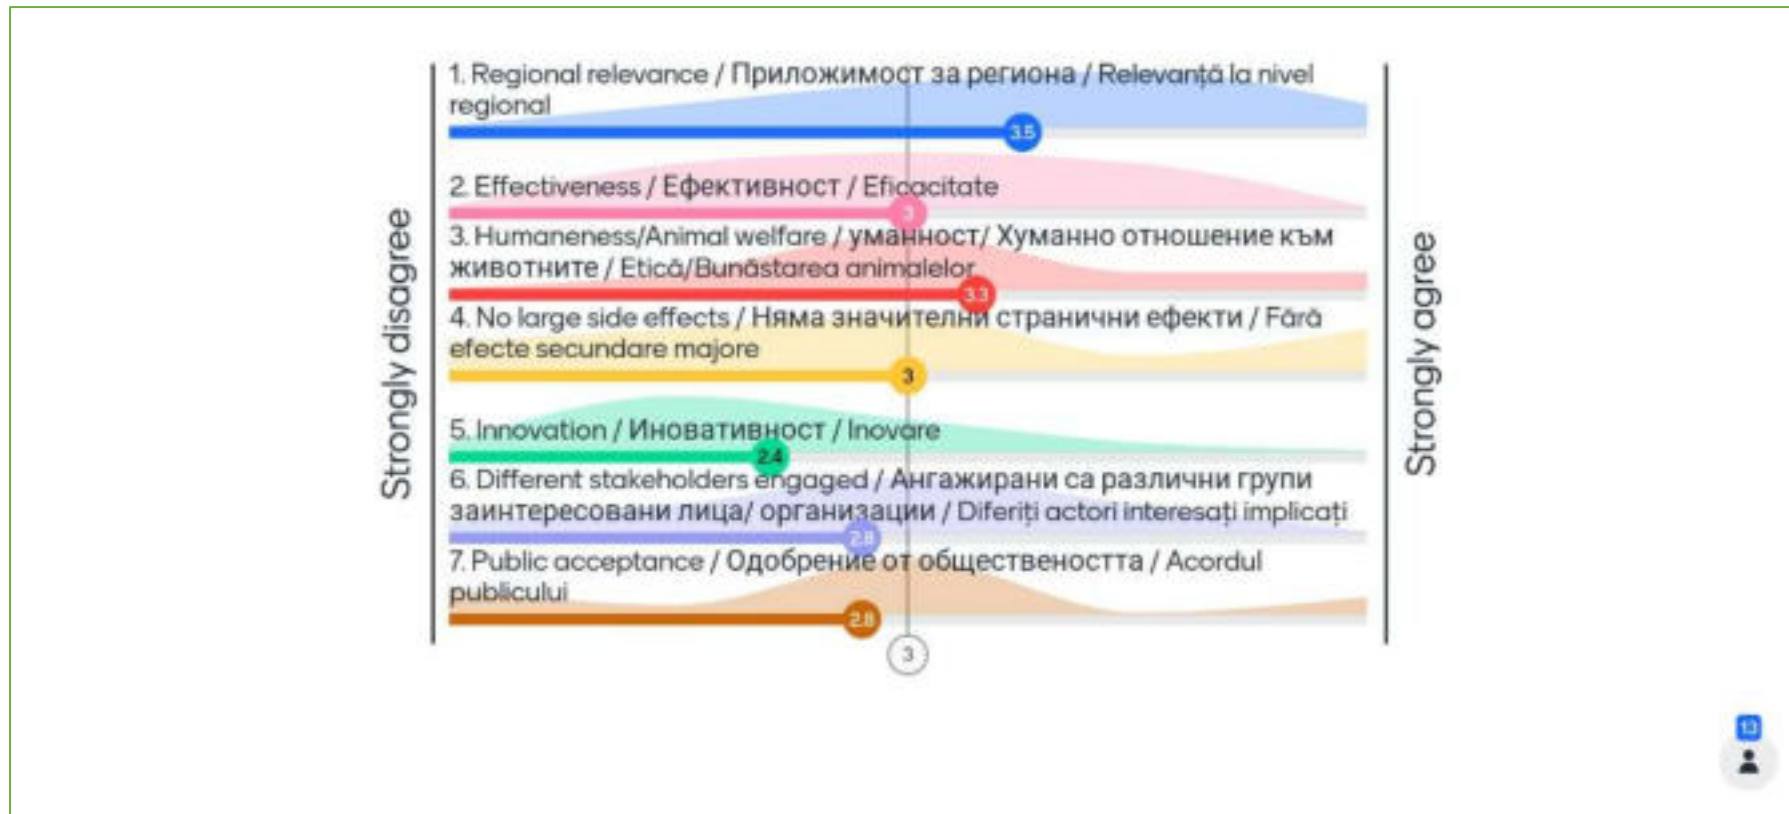 Strongly disagree
1. Regional relevance / Приложимост за региона / Relevanță la nivel
regional
3.5
2. Effectiveness / Ефективност / Eficacitate
3
3. Humaneness/Animal welfare / уманност/ Хуманно отношение към
животните / Etică/Bunăstarea animalelor
3.3
4. No large side effects / Няма значителни странични ефекти / Fără
efecte secundare majore
3
5. Innovation / Иновативност / Inovare
2.4
6. Different stakeholders engaged / Ангажирани са различни групи
заинтересовани лица/ организации / Diferiți actori interesați implicați
2.8
7. Public acceptance / Одобрение от обществеността / Acordul
publicului
2.8
3
Strongly agree
13